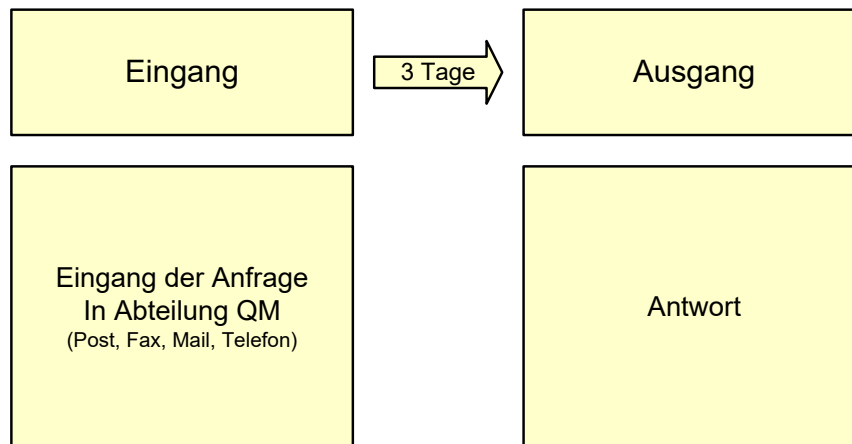 Eingang
3 Tage
Ausgang
Eingang der Anfrage
In Abteilung QM
(Post, Fax, Mail, Telefon)
Antwort